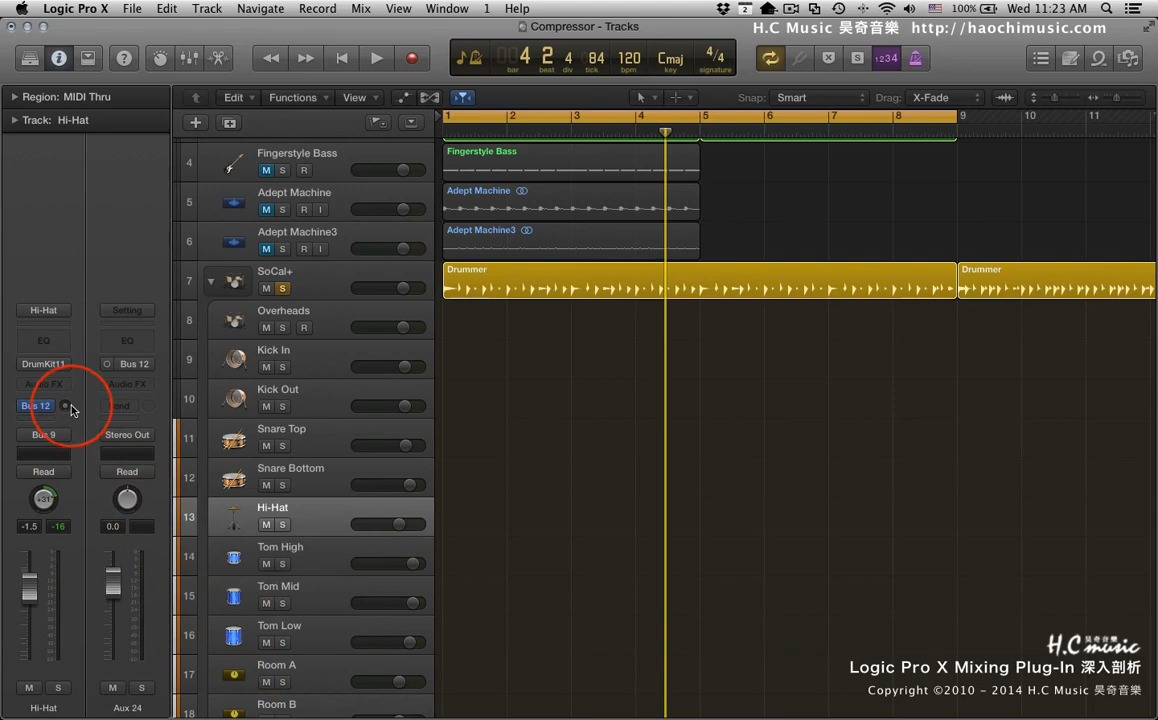 Logic Pro X File Edit Track Navigate Record Mix View Window 1 Help 2 100% Wed 11:23 AM
Compressor - Tracks
H.C Music 昊奇音樂 http://haochimusic.com
4 2 4 84 120 Cmaj 4/4
bar beat div tick bpm key signature
1234
Region: MIDI Thru
Edit Functions View Snap: Smart Drag: X-Fade
Track: Hi-Hat
1 2 3 4 5 6 7 8 9 10 11
4 Fingerstyle Bass
M S R
Fingerstyle Bass
5 Adept Machine
M S R I
Adept Machine
6 Adept Machine3
M S R I
Adept Machine3
7 SoCal+
M S
Drummer
Drummer
8 Overheads
M S R
9 Kick In
M S
10 Kick Out
M S
11 Snare Top
M S
12 Snare Bottom
M S
13 Hi-Hat
M S
14 Tom High
M S
15 Tom Mid
M S
16 Tom Low
M S
17 Room A
M S
18 Room B
Hi-Hat Setting
EQ EQ
DrumKit11 Bus 12
Audio FX Audio FX
Bus 12 Send
Bus 9 Stereo Out
Read Read
+31
-1.5 -16 0.0
M S M S
Hi-Hat Aux 24
昊奇音樂
H.C music
Logic Pro X Mixing Plug-In 深入剖析
Copyright ©2010 - 2014 H.C Music 昊奇音樂